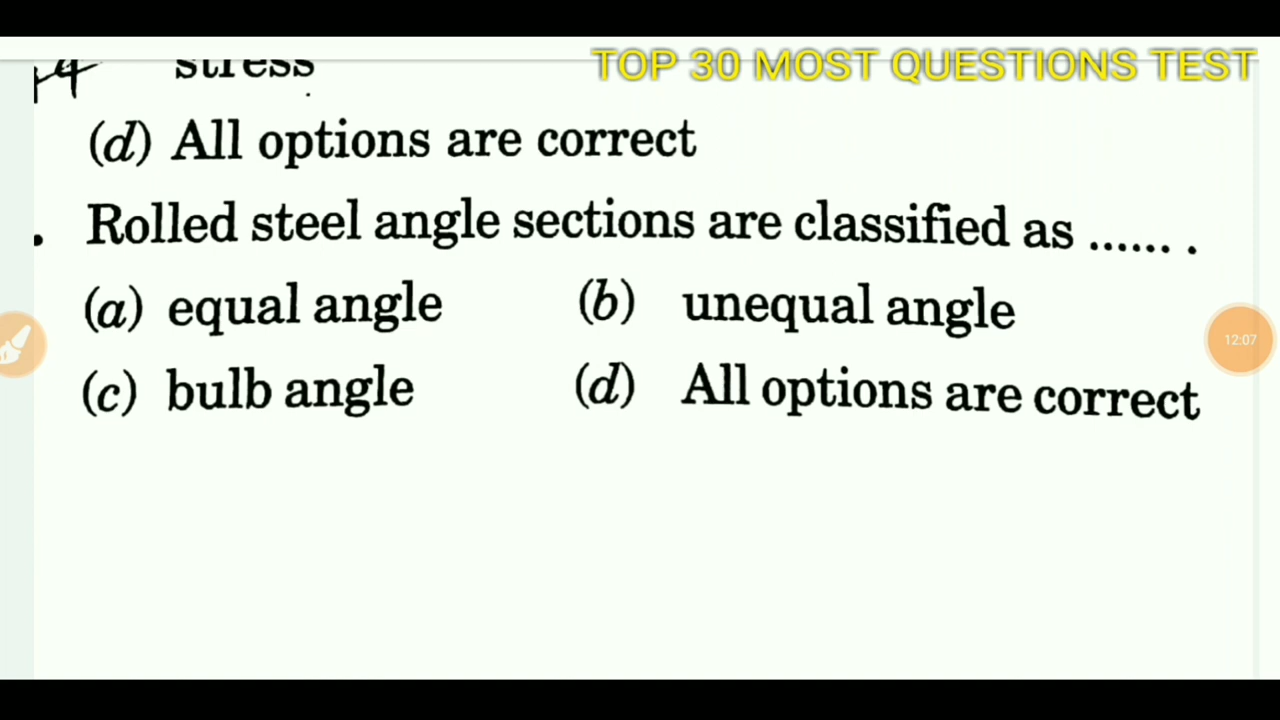 TOP 30 MOST QUESTIONS TEST
stress
(d) All options are correct
. Rolled steel angle sections are classified as ...... .
(a) equal angle (b) unequal angle
(c) bulb angle (d) All options are correct
12:07